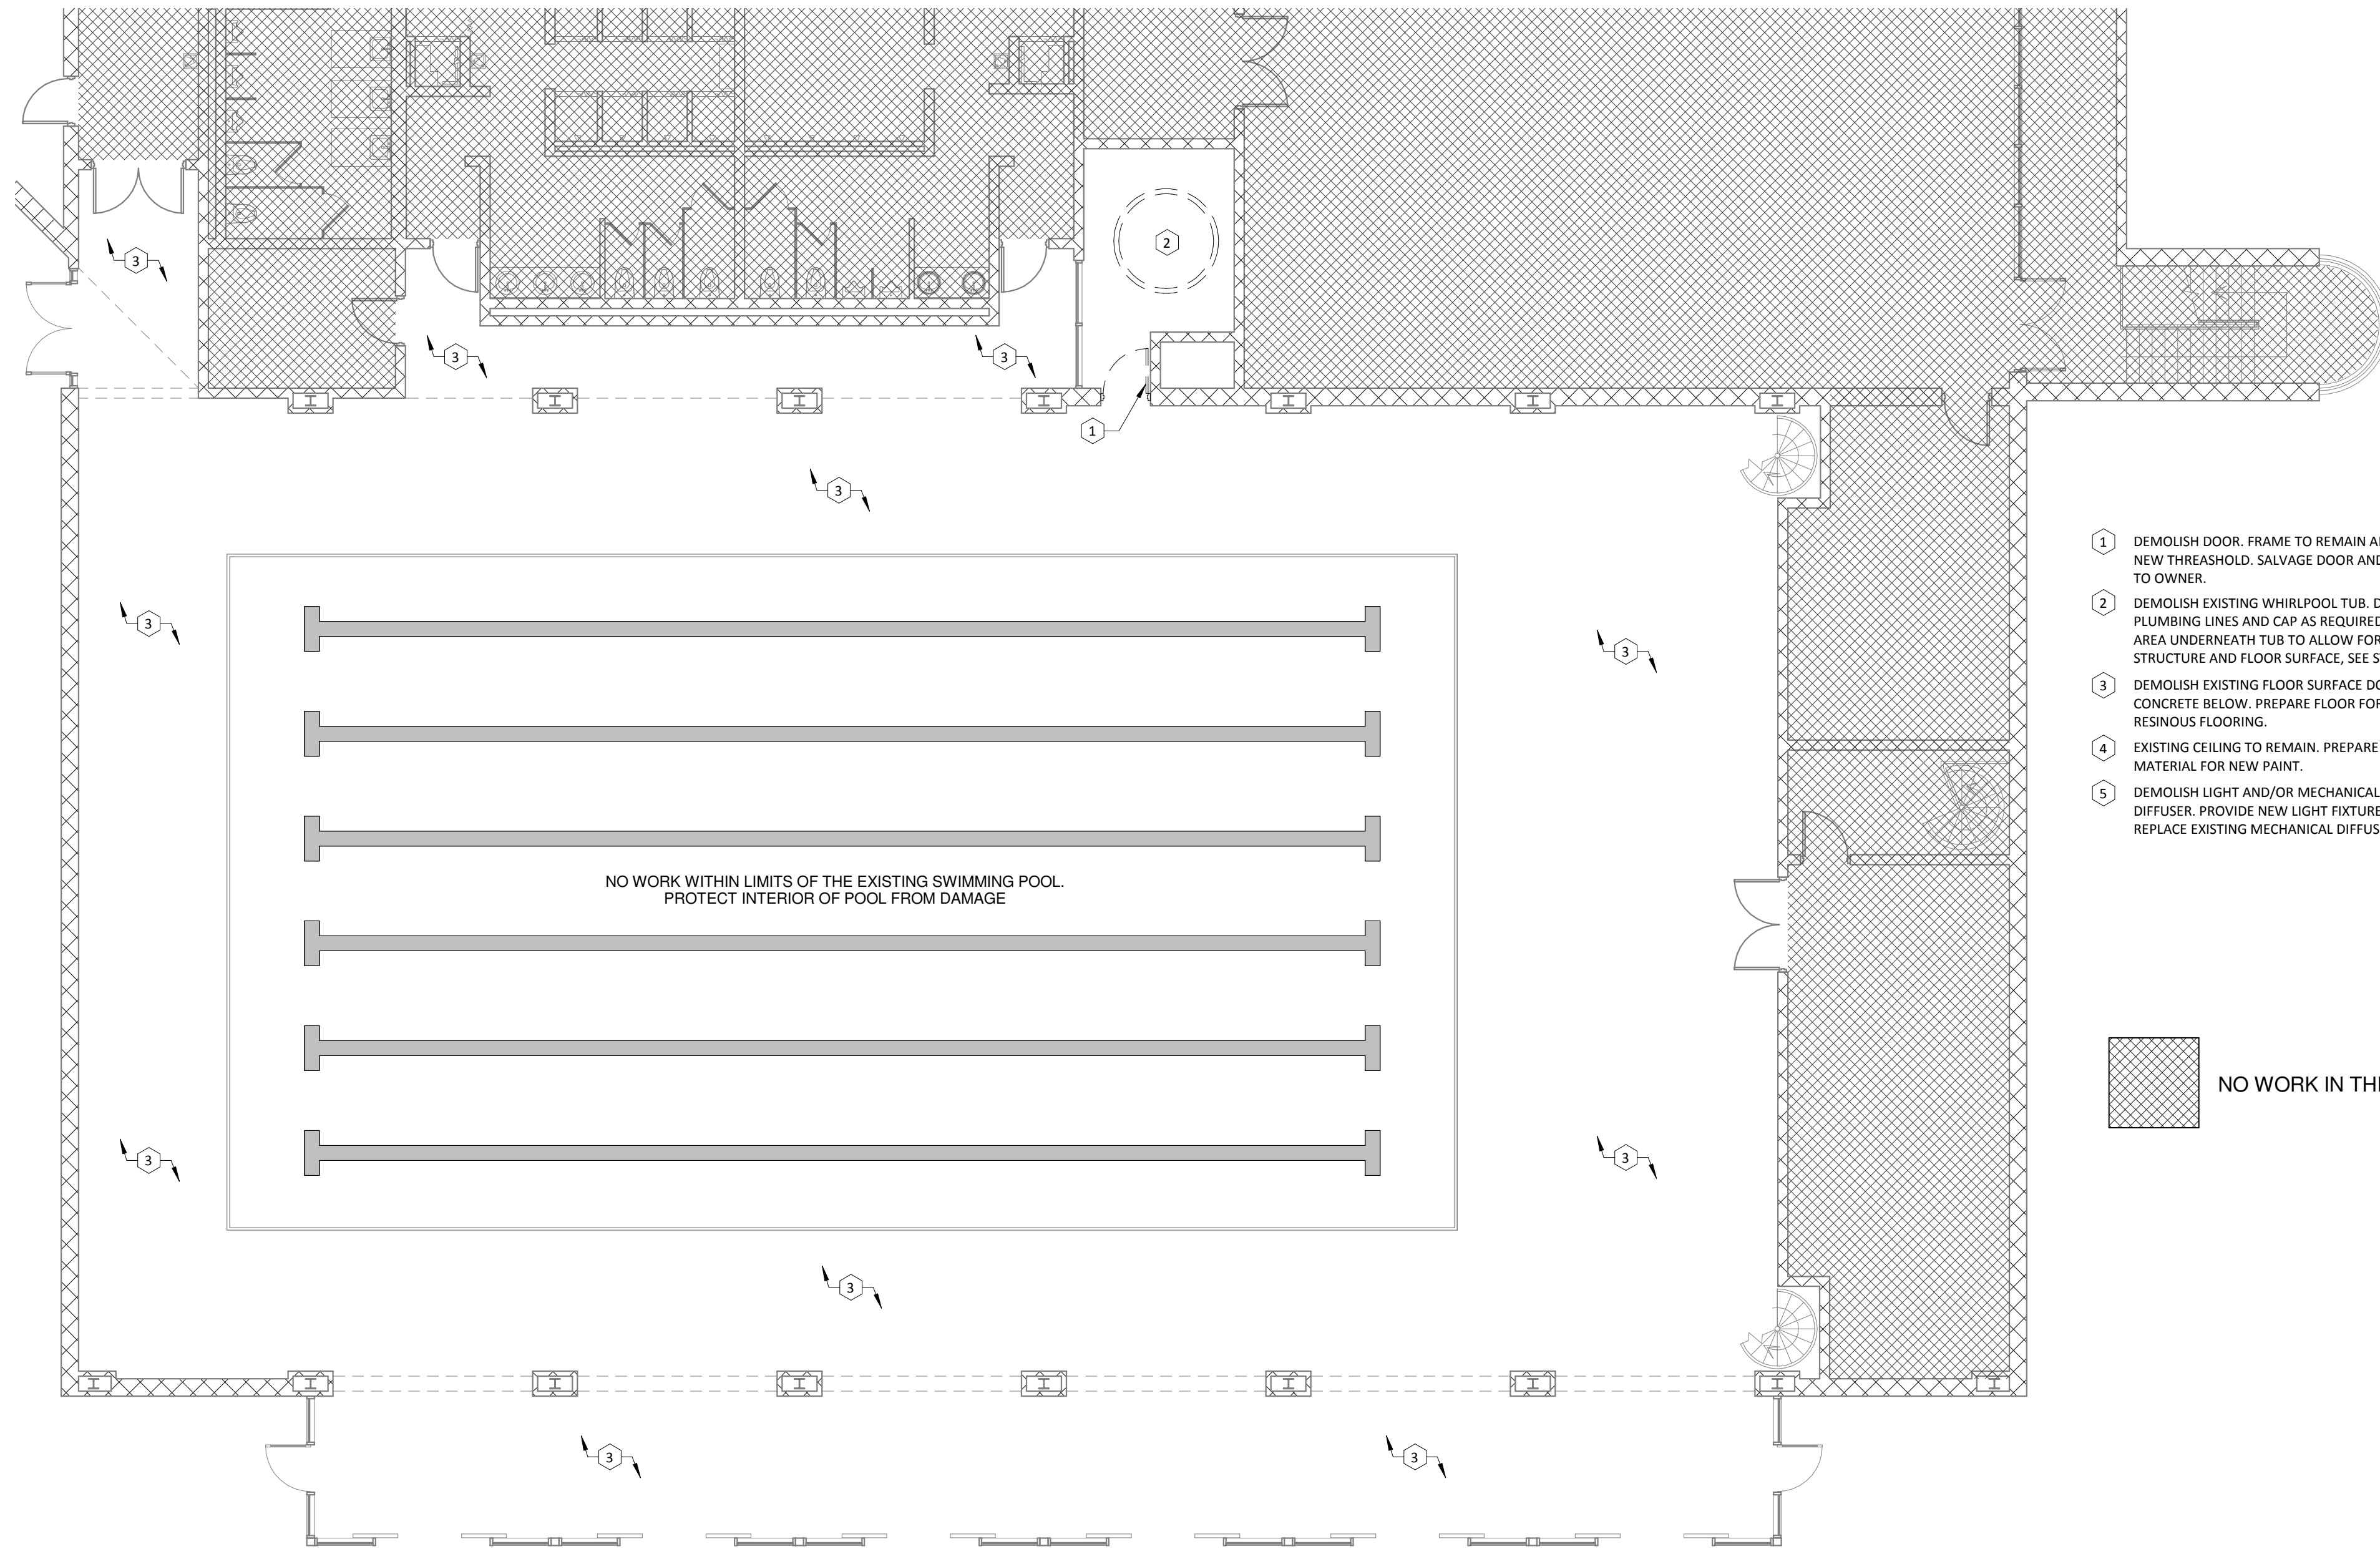 3
2
3
3
1
3
3
3
NO WORK WITHIN LIMITS OF THE EXISTING SWIMMING POOL.
PROTECT INTERIOR OF POOL FROM DAMAGE
3
3
3
3
3
1 DEMOLISH DOOR. FRAME TO REMAIN
NEW THREASHOLD. SALVAGE DOOR AND
TO OWNER.
2 DEMOLISH EXISTING WHIRLPOOL TUB.
PLUMBING LINES AND CAP AS REQUIRED
AREA UNDERNEATH TUB TO ALLOW FOR
STRUCTURE AND FLOOR SURFACE, SEE
3 DEMOLISH EXISTING FLOOR SURFACE
CONCRETE BELOW. PREPARE FLOOR FOR
RESINOUS FLOORING.
4 EXISTING CEILING TO REMAIN. PREPARE
MATERIAL FOR NEW PAINT.
5 DEMOLISH LIGHT AND/OR MECHANICAL
DIFFUSER. PROVIDE NEW LIGHT FIXTURE
REPLACE EXISTING MECHANICAL
NO WORK IN